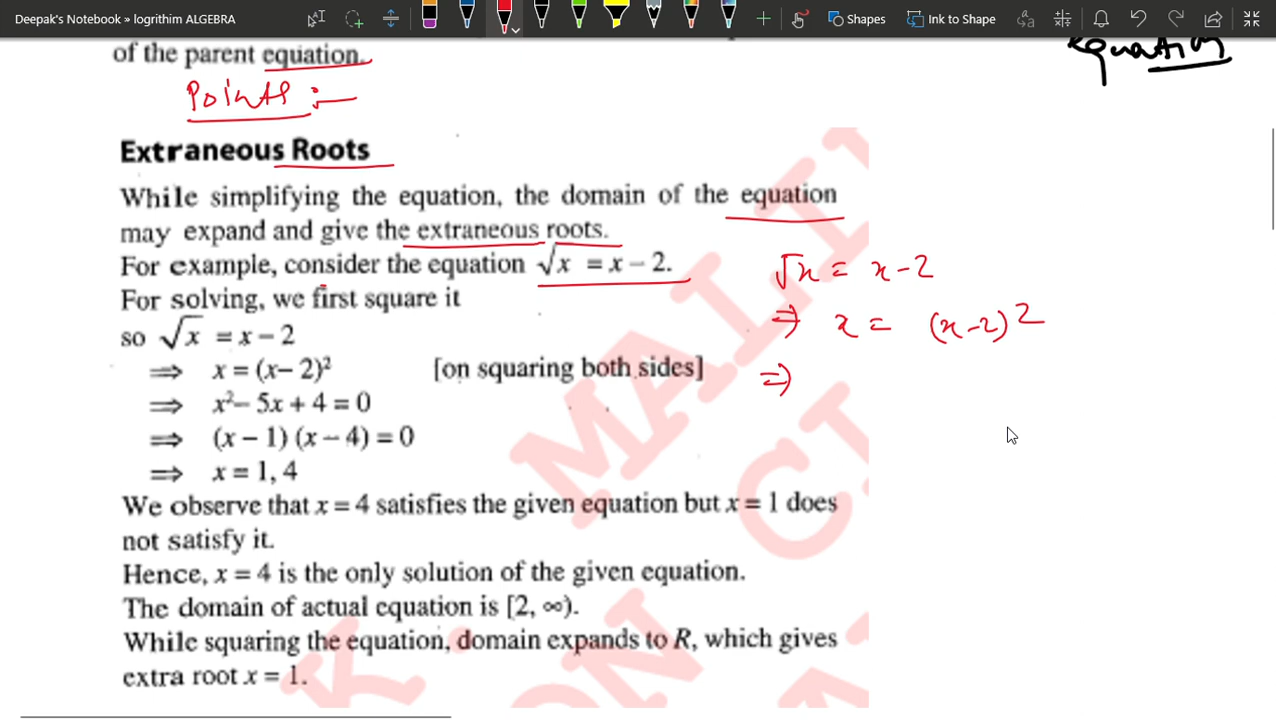 Deepak's Notebook » logrithim ALGEBRA
Shapes
Ink to Shape
of the parent equation.
equation
Points :-
Extraneous Roots
While simplifying the equation, the domain of the equation
may expand and give the extraneous roots.
For example, consider the equation √x = x – 2.
For solving, we first square it
so √x = x – 2
⇒ x = (x – 2)² [on squaring both sides]
⇒ x² – 5x + 4 = 0
⇒ (x – 1) (x – 4) = 0
⇒ x = 1, 4
We observe that x = 4 satisfies the given equation but x = 1 does
not satisfy it.
Hence, x = 4 is the only solution of the given equation.
The domain of actual equation is [2, ∞).
While squaring the equation, domain expands to R, which gives
extra root x = 1.
√x = x-2
⇒ x = (x-2)²
⇒